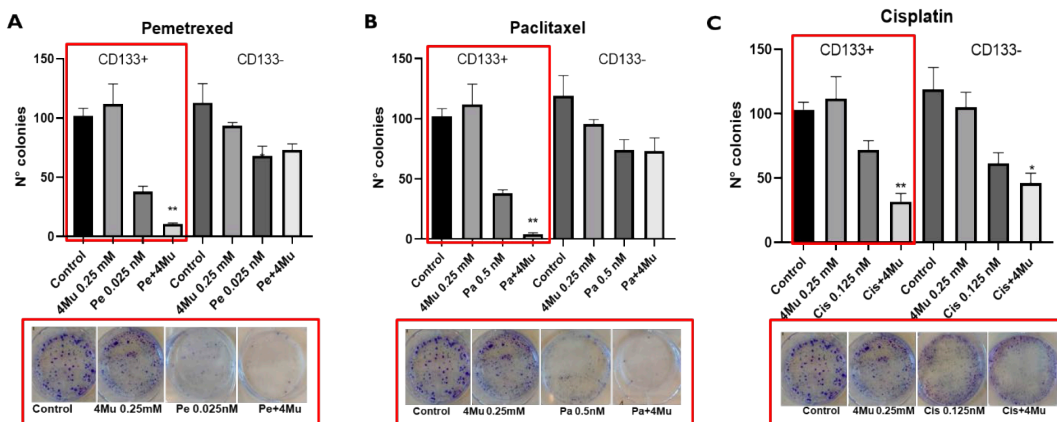 A
Pemetrexed
CD133+ CD133-
N° colonies
150
100
50
0
**
Control
4Mu 0.25 mM
Pe 0.025 nM
Pe+4Mu
Control
4Mu 0.25 mM
Pe 0.025 nM
Pe+4Mu
Control 4Mu 0.25mM Pe 0.025nM Pe+4Mu
B
Paclitaxel
CD133+ CD133-
N° colonies
150
100
50
0
**
Control
4Mu 0.25 mM
Pa 0.5 nM
Pa+4Mu
Control
4Mu 0.25 mM
Pa 0.5 nM
Pa+4Mu
Control 4Mu 0.25mM Pa 0.5nM Pa+4Mu
C
Cisplatin
CD133+ CD133-
N° colonies
150
100
50
0
**
*
Control
4Mu 0.25 mM
Cis 0.125 nM
Cis+4Mu
Control
4Mu 0.25 mM
Cis 0.125nM
Cis+4Mu
Control 4Mu 0.25mM Cis 0.125nM Cis+4Mu